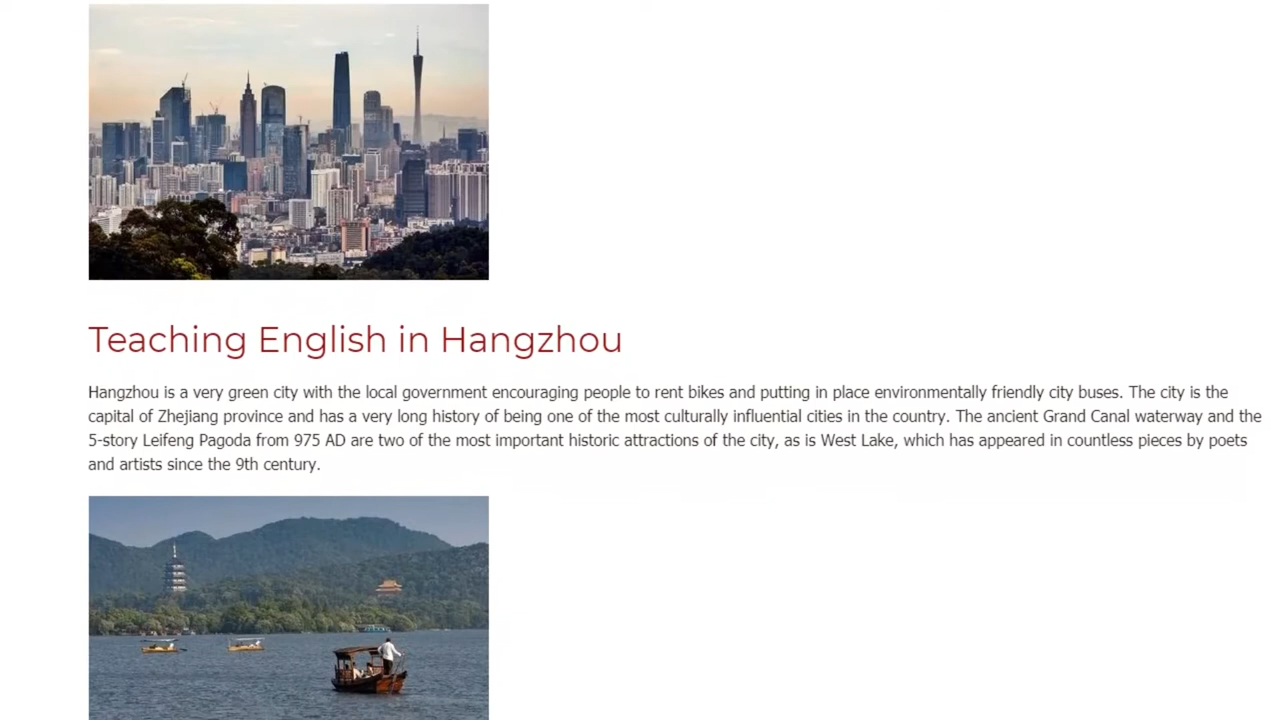 Teaching English in Hangzhou
Hangzhou is a very green city with the local government encouraging people to rent bikes and putting in place environmentally friendly city buses. The city is the
capital of Zhejiang province and has a very long history of being one of the most culturally influential cities in the country. The ancient Grand Canal waterway and the
5-story Leifeng Pagoda from 975 AD are two of the most important historic attractions of the city, as is West Lake, which has appeared in countless pieces by poets
and artists since the 9th century.